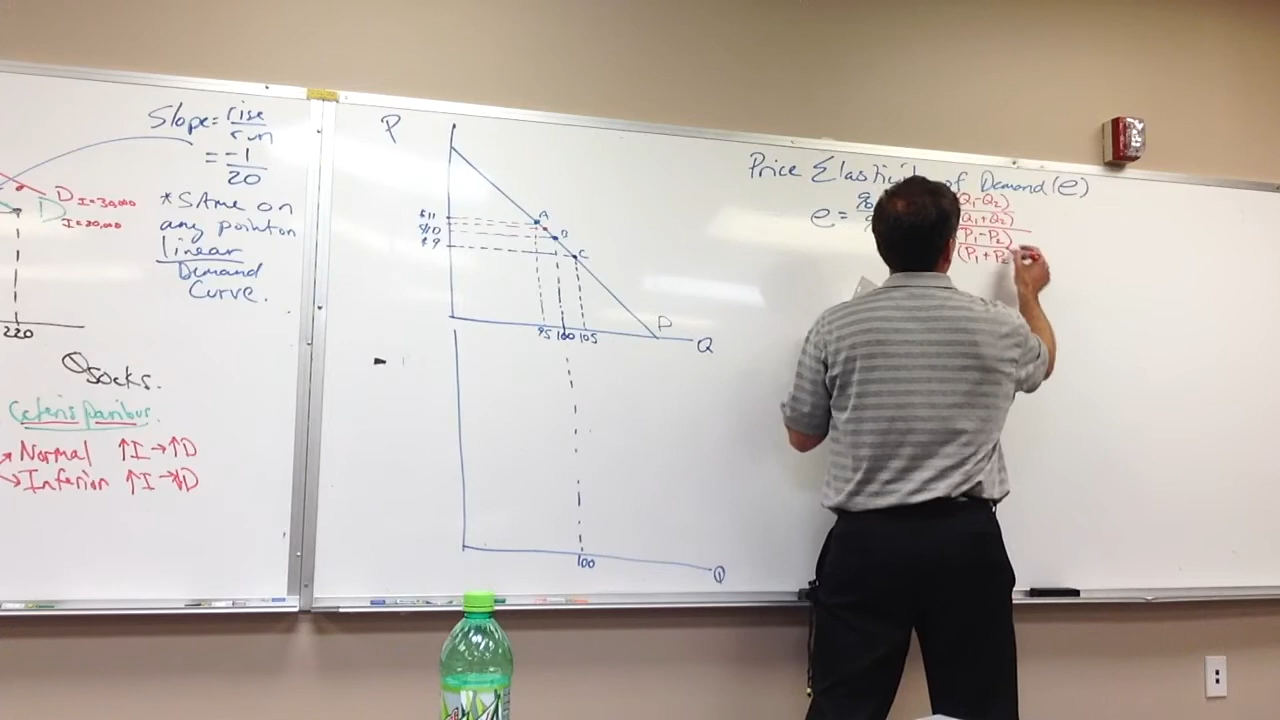 Slope = rise
run
= -1
20
D I=30,000
D I=20,000
*SAme on
any point on
linear
Demand
Curve.
220
Qsocks.
Ceteris Paribus.
Normal ↑I→↑D
Inferior ↑I→↓D
P
$11
$10
$9
A
B
C
D
95 100 105
Q
100
Q
Price Elasticity of Demand (e)
e = %
(Q1-Q2)
(Q1+Q2)
(P1-P2)
(P1+P2